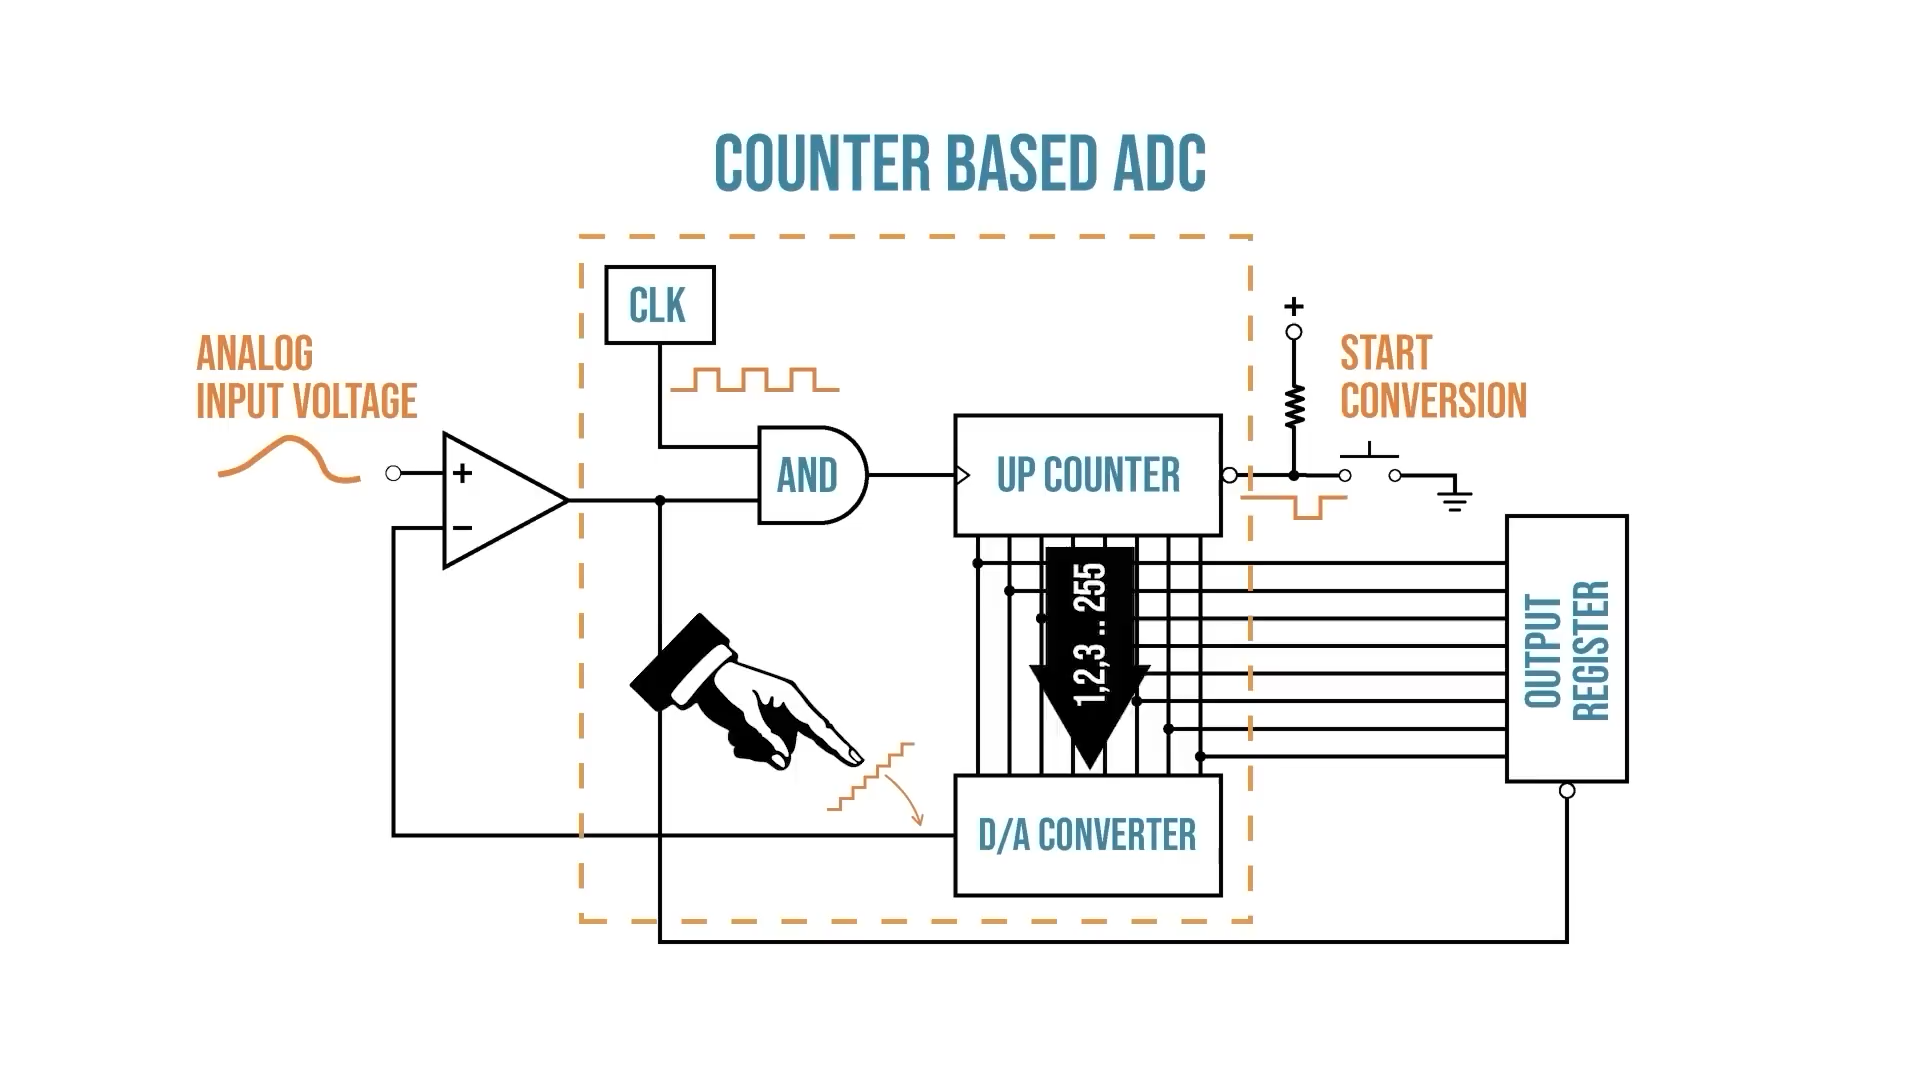 COUNTER BASED ADC
CLK
ANALOG
INPUT VOLTAGE
+
START
CONVERSION
+
−
AND
UP COUNTER
1,2,3 .. 255
OUTPUT
REGISTER
D/A CONVERTER